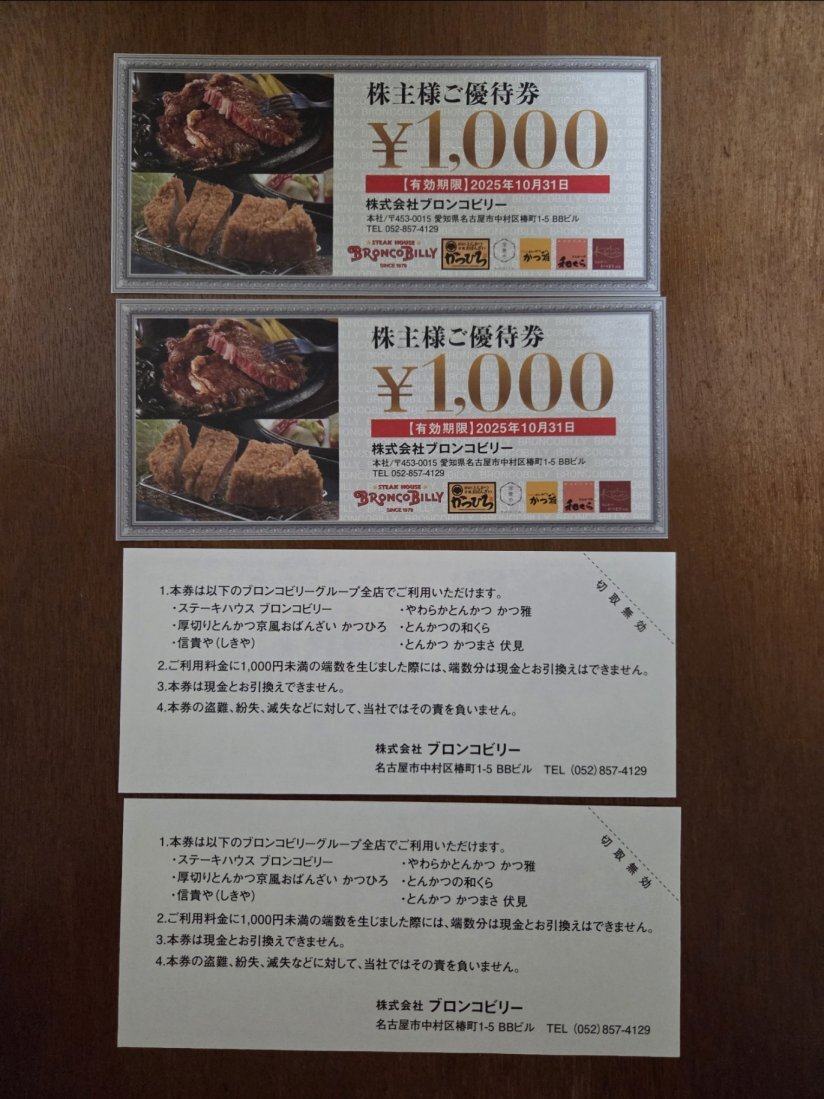 株主様ご優待券
¥1,000
【有効期限】2025年10月31日
株式会社ブロンコビリー
本社/〒453-0015 愛知県名古屋市中村区椿町1-5 BBビル
TEL 052-857-4129
STEAK HOUSE
BRONCOBILLY
SINCE 1978
かつひろ
かつ雅
和くら
株主様ご優待券
¥1,000
【有効期限】2025年10月31日
株式会社ブロンコビリー
本社/〒453-0015 愛知県名古屋市中村区椿町1-5 BBビル
TEL 052-857-4129
STEAK HOUSE
BRONCOBILLY
SINCE 1978
かつひろ
かつ雅
和くら
切取無効
1.本券は以下のブロンコビリーグループ全店でご利用いただけます。
・ステーキハウス ブロンコビリー ・やわらかとんかつ かつ雅
・厚切りとんかつ京風おばんざい かつひろ ・とんかつの和くら
・信貴や(しきや) ・とんかつ かつまさ 伏見
2.ご利用料金に1,000円未満の端数を生じました際には、端数分は現金とお引換えはできません。
3.本券は現金とお引換えできません。
4.本券の盗難、紛失、滅失などに対して、当社ではその責を負いません。
株式会社 ブロンコビリー
名古屋市中村区椿町1-5 BBビル TEL (052)857-4129
切取無効
1.本券は以下のブロンコビリーグループ全店でご利用いただけます。
・ステーキハウス ブロンコビリー ・やわらかとんかつ かつ雅
・厚切りとんかつ京風おばんざい かつひろ ・とんかつの和くら
・信貴や(しきや) ・とんかつ かつまさ 伏見
2.ご利用料金に1,000円未満の端数を生じました際には、端数分は現金とお引換えはできません。
3.本券は現金とお引換えできません。
4.本券の盗難、紛失、滅失などに対して、当社ではその責を負いません。
株式会社 ブロンコビリー
名古屋市中村区椿町1-5 BBビル TEL (052)857-4129